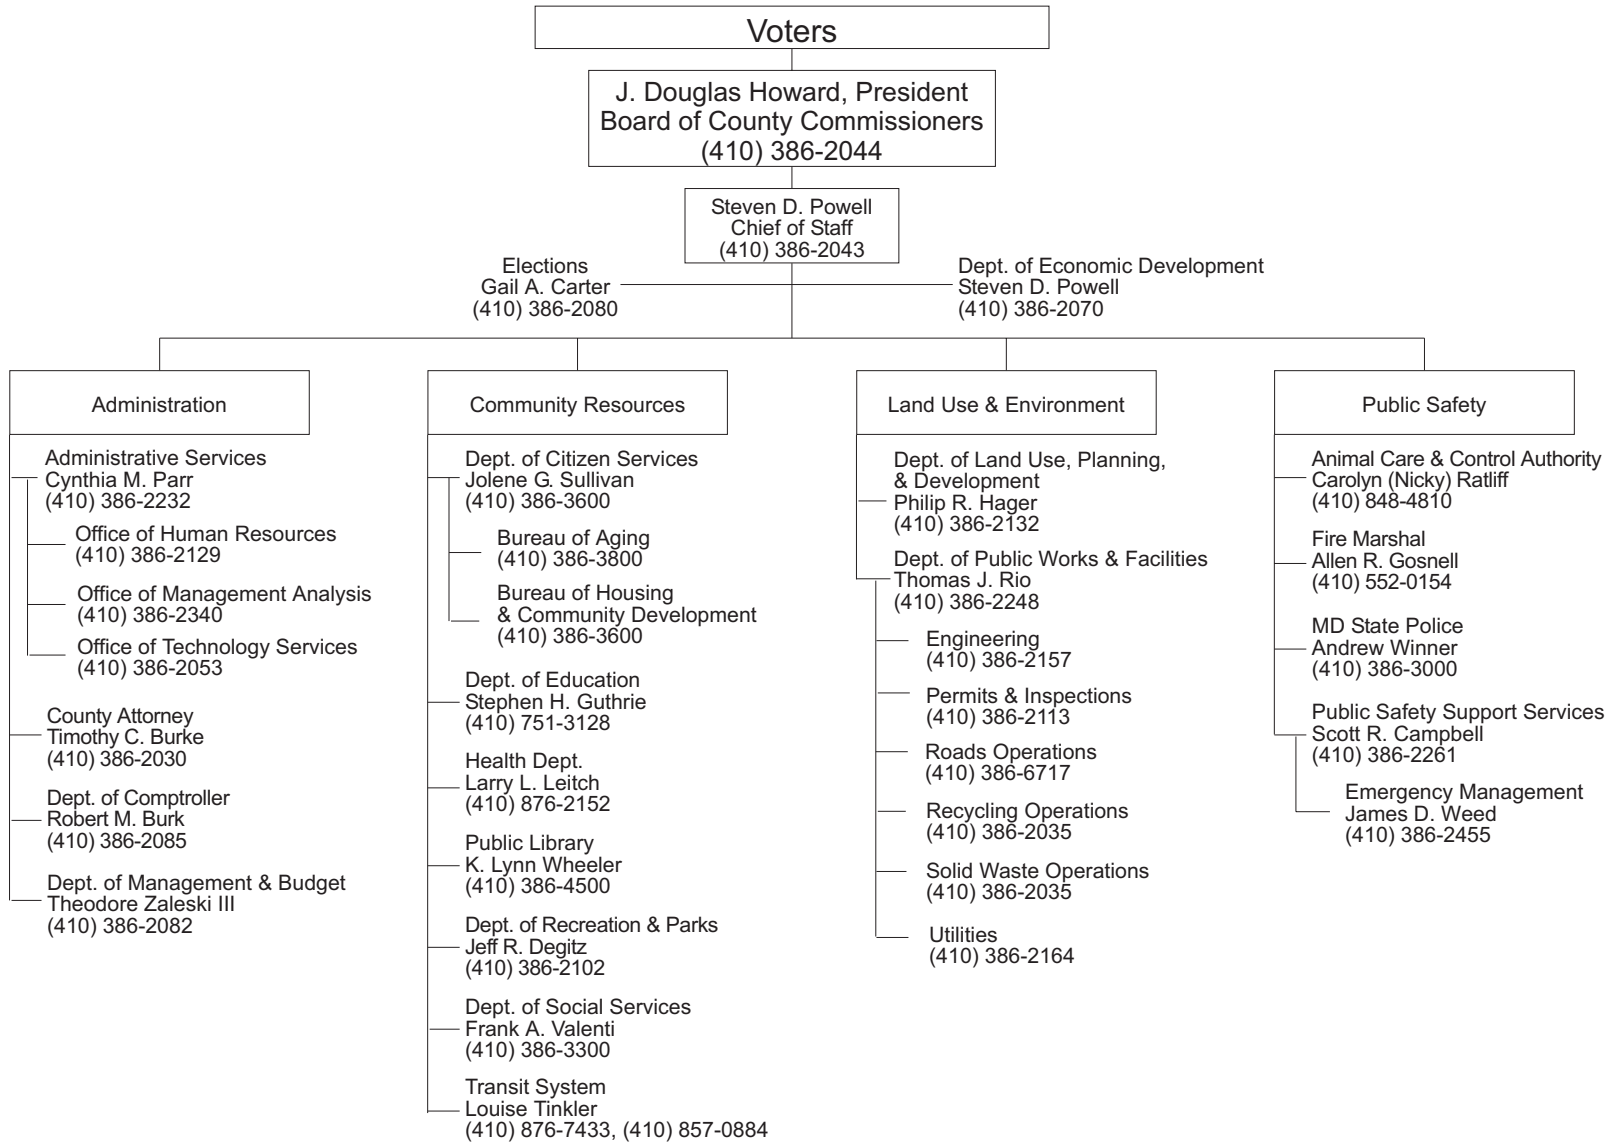 Voters
J. Douglas Howard, President
Board of County Commissioners
(410) 386-2044
Steven D. Powell
Chief of Staff
(410) 386-2043
Elections
Gail A. Carter
(410) 386-2080
Dept. of Economic Development
Steven D. Powell
(410) 386-2070
Administration
Administrative Services
Cynthia M. Parr
(410) 386-2232
Office of Human Resources
(410) 386-2129
Office of Management Analysis
(410) 386-2340
Office of Technology Services
(410) 386-2053
County Attorney
Timothy C. Burke
(410) 386-2030
Dept. of Comptroller
Robert M. Burk
(410) 386-2085
Dept. of Management & Budget
Theodore Zaleski III
(410) 386-2082
Community Resources
Dept. of Citizen Services
Jolene G. Sullivan
(410) 386-3600
Bureau of Aging
(410) 386-3800
Bureau of Housing
& Community Development
(410) 386-3600
Dept. of Education
Stephen H. Guthrie
(410) 751-3128
Health Dept.
Larry L. Leitch
(410) 876-2152
Public Library
K. Lynn Wheeler
(410) 386-4500
Dept. of Recreation & Parks
Jeff R. Degitz
(410) 386-2102
Dept. of Social Services
Frank A. Valenti
(410) 386-3300
Transit System
Louise Tinkler
(410) 876-7433, (410) 857-0884
Land Use & Environment
Dept. of Land Use, Planning,
& Development
Philip R. Hager
(410) 386-2132
Dept. of Public Works & Facilities
Thomas J. Rio
(410) 386-2248
Engineering
(410) 386-2157
Permits & Inspections
(410) 386-2113
Roads Operations
(410) 386-6717
Recycling Operations
(410) 386-2035
Solid Waste Operations
(410) 386-2035
Utilities
(410) 386-2164
Public Safety
Animal Care & Control Authority
Carolyn (Nicky) Ratliff
(410) 848-4810
Fire Marshal
Allen R. Gosnell
(410) 552-0154
MD State Police
Andrew Winner
(410) 386-3000
Public Safety Support Services
Scott R. Campbell
(410) 386-2261
Emergency Management
James D. Weed
(410) 386-2455